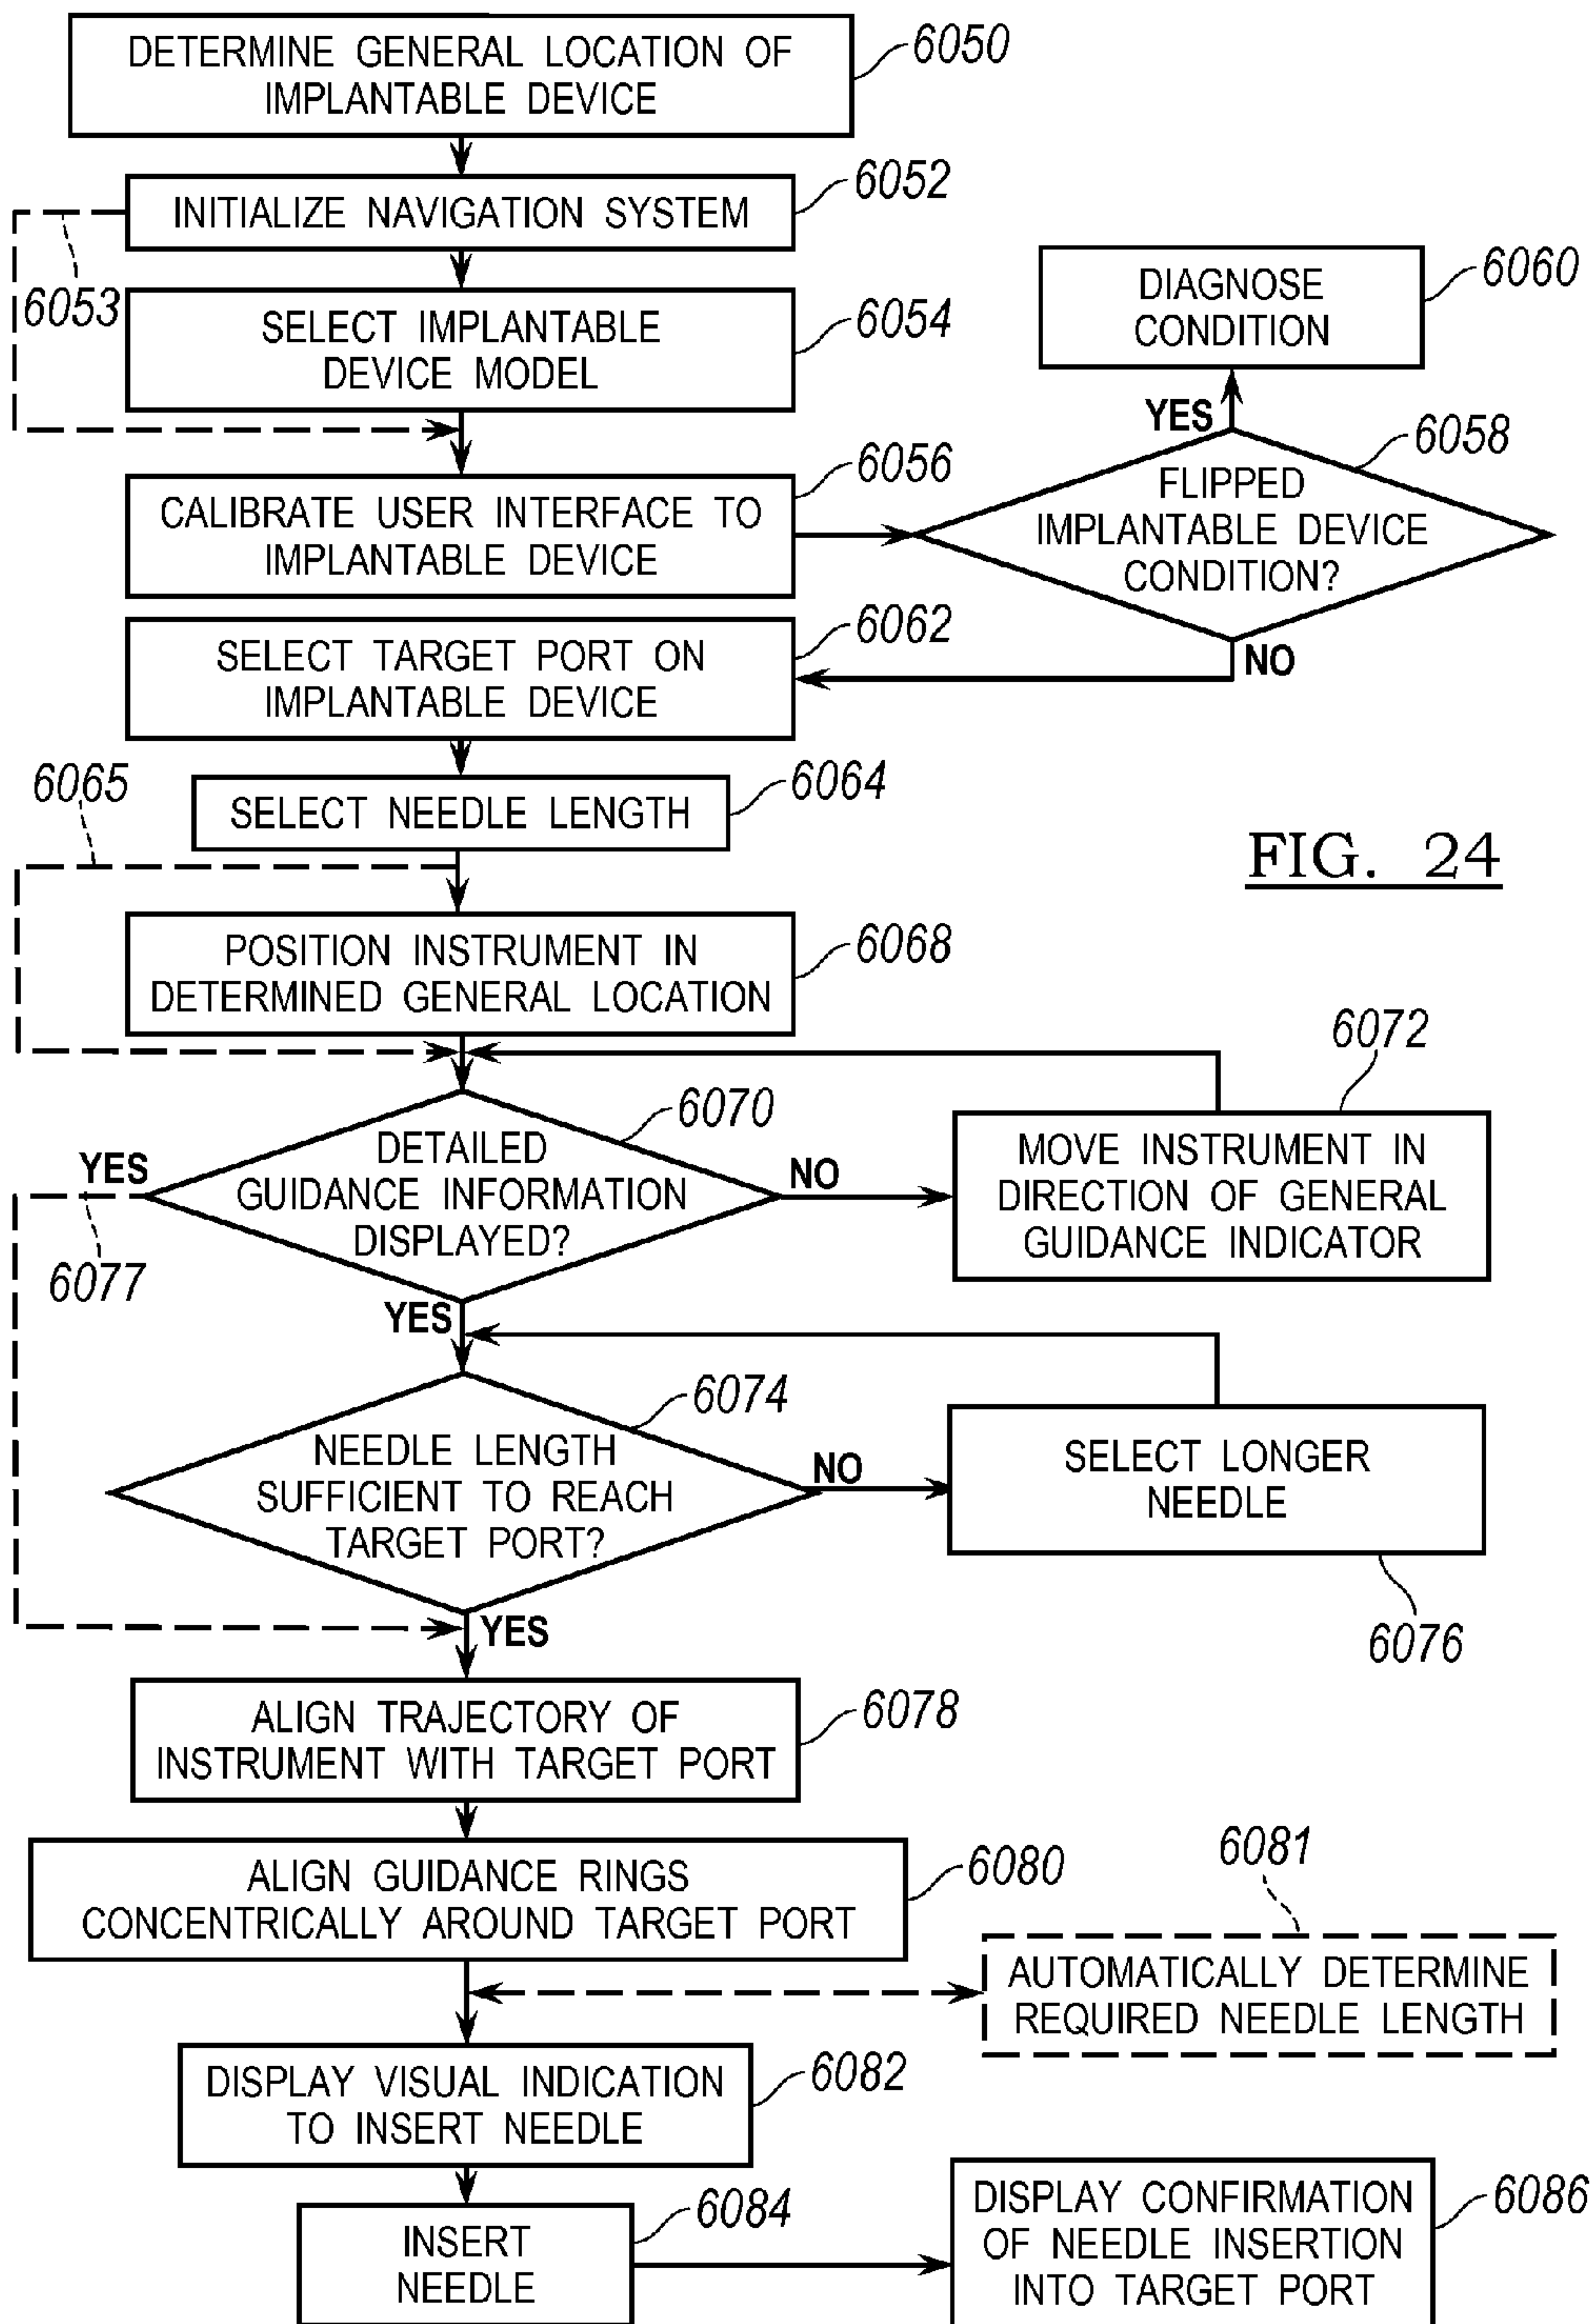 DETERMINE GENERAL LOCATION OF
IMPLANTABLE DEVICE
6050
INITIALIZE NAVIGATION SYSTEM
6052
6053
SELECT IMPLANTABLE
DEVICE MODEL
6054
DIAGNOSE
CONDITION
6060
YES
CALIBRATE USER INTERFACE TO
IMPLANTABLE DEVICE
6056
FLIPPED
IMPLANTABLE DEVICE
CONDITION?
6058
NO
SELECT TARGET PORT ON
IMPLANTABLE DEVICE
6062
SELECT NEEDLE LENGTH
6064
6065
FIG. 24
POSITION INSTRUMENT IN
DETERMINED GENERAL LOCATION
6068
DETAILED
GUIDANCE INFORMATION
DISPLAYED?
6070
YES
6077
NO
MOVE INSTRUMENT IN
DIRECTION OF GENERAL
GUIDANCE INDICATOR
6072
YES
NEEDLE LENGTH
SUFFICIENT TO REACH
TARGET PORT?
6074
NO
SELECT LONGER
NEEDLE
6076
YES
ALIGN TRAJECTORY OF
INSTRUMENT WITH TARGET PORT
6078
ALIGN GUIDANCE RINGS
CONCENTRICALLY AROUND TARGET PORT
6080
6081
AUTOMATICALLY DETERMINE
REQUIRED NEEDLE LENGTH
DISPLAY VISUAL INDICATION
TO INSERT NEEDLE
6082
INSERT
NEEDLE
6084
DISPLAY CONFIRMATION
OF NEEDLE INSERTION
INTO TARGET PORT
6086